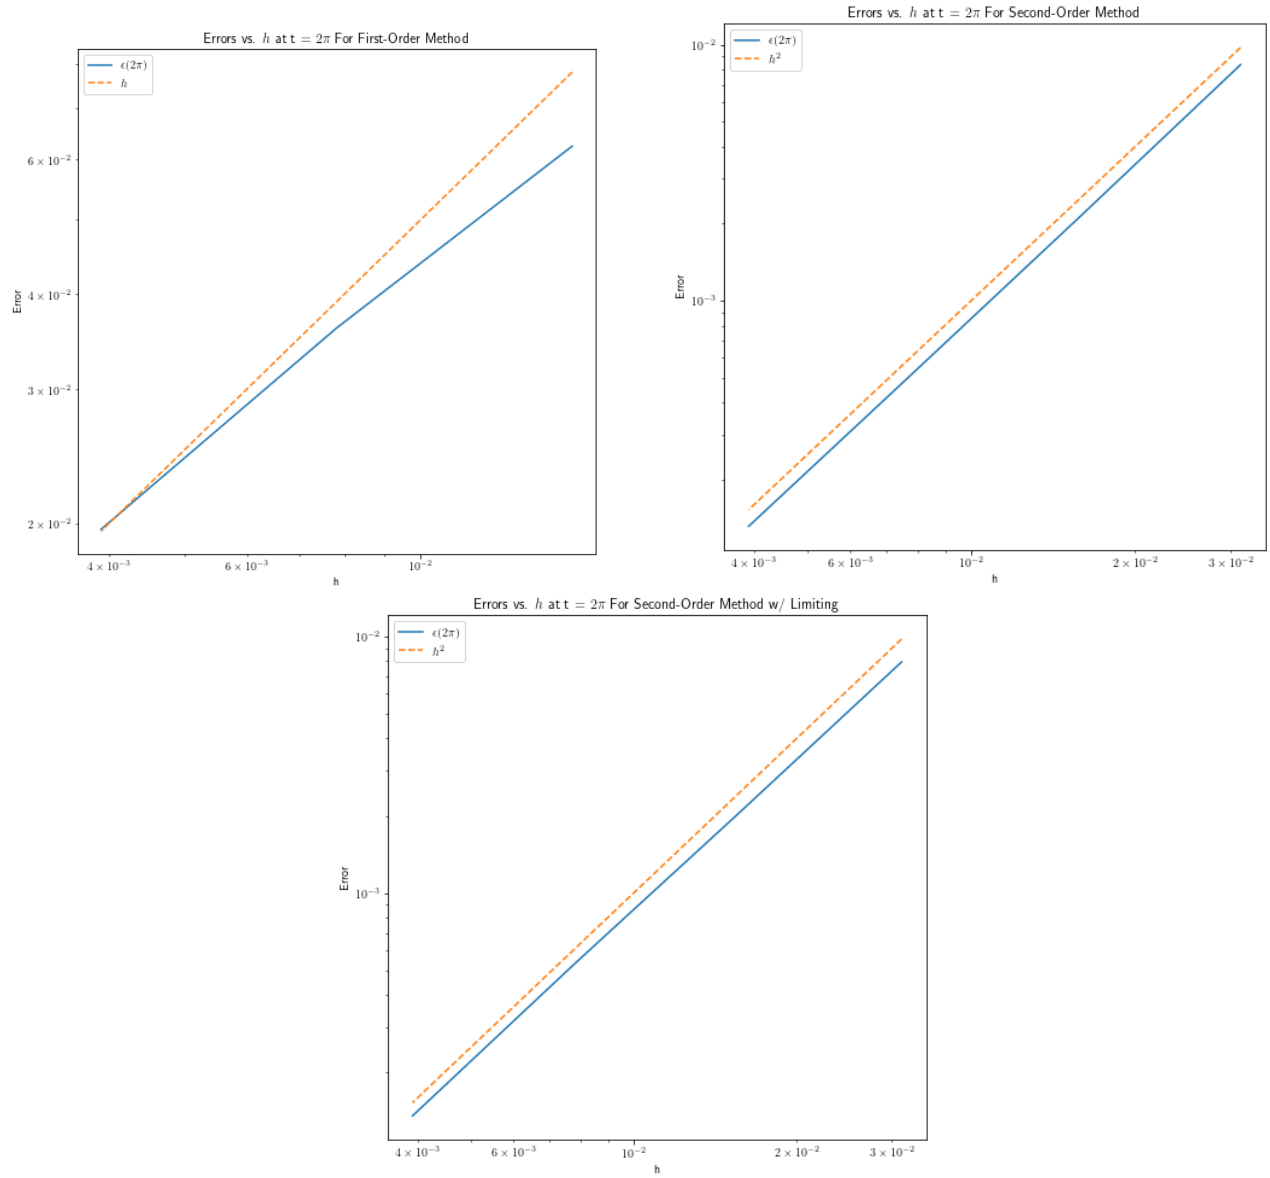 Errors vs. h at t = 2π For First-Order Method
ϵ(2π)
h
6 × 10⁻²
4 × 10⁻²
3 × 10⁻²
2 × 10⁻²
Error
4 × 10⁻³
6 × 10⁻³
10⁻²
h
Errors vs. h at t = 2π For Second-Order Method
ϵ(2π)
h²
10⁻²
10⁻³
Error
4 × 10⁻³
6 × 10⁻³
10⁻²
2 × 10⁻²
3 × 10⁻²
h
Errors vs. h at t = 2π For Second-Order Method w/ Limiting
ϵ(2π)
h²
10⁻²
10⁻³
Error
4 × 10⁻³
6 × 10⁻³
10⁻²
2 × 10⁻²
3 × 10⁻²
h